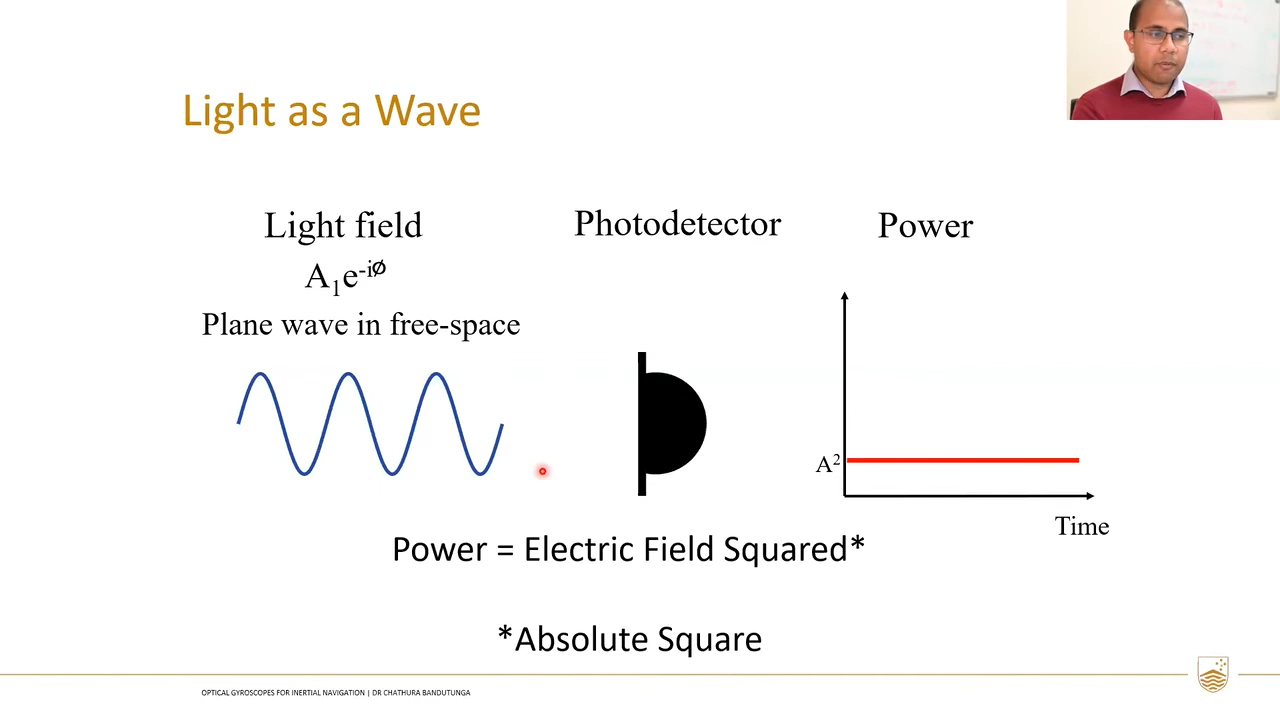 Light as a Wave
Light field
Photodetector
Power
A₁e⁻ⁱ^ø
Plane wave in free-space
A²
Time
Power = Electric Field Squared*
*Absolute Square
OPTICAL GYROSCOPES FOR INERTIAL NAVIGATION | DR CHATHURA BANDUTUNGA